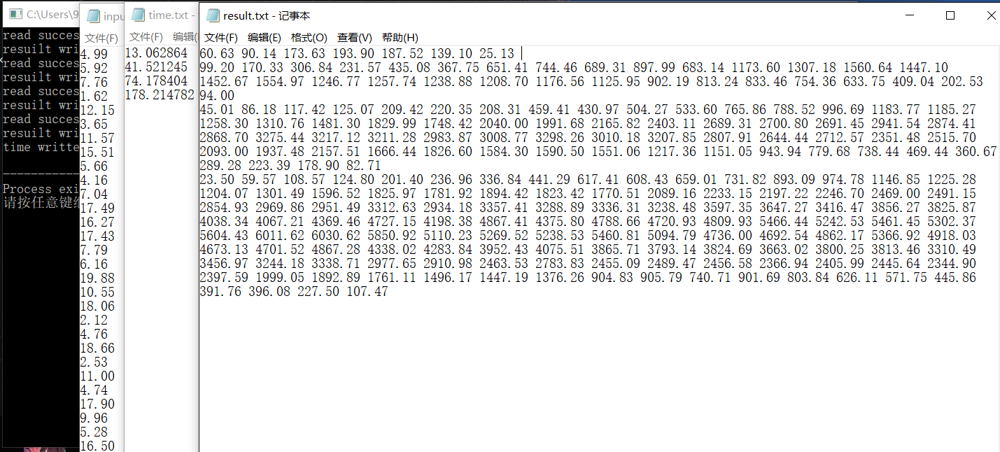 C:\Users\9
read succes
resuilt wri
read succes
resuilt wri
read succes
resuilt wri
read succes
resuilt wri
time writte
Process exi
请按任意键
inpu
文件(F)
4.99
5.92
7.76
1.62
12.15
3.65
11.57
15.51
5.66
4.16
7.04
17.49
16.27
17.43
7.79
6.16
19.88
10.55
18.06
2.12
4.76
18.66
2.53
11.00
4.74
17.90
9.96
5.28
16.50
time.txt -
文件(F) 编辑(
13.062864
41.521245
74.178404
178.214782
result.txt - 记事本
文件(F) 编辑(E) 格式(O) 查看(V) 帮助(H)
60.63 90.14 173.63 193.90 187.52 139.10 25.13
99.20 170.33 306.84 231.57 435.08 367.75 651.41 744.46 689.31 897.99 683.14 1173.60 1307.18 1560.64 1447.10
1452.67 1554.97 1246.77 1257.74 1238.88 1208.70 1176.56 1125.95 902.19 813.24 833.46 754.36 633.75 409.04 202.53
94.00
45.01 86.18 117.42 125.07 209.42 220.35 208.31 459.41 430.97 504.27 533.60 765.86 788.52 996.69 1183.77 1185.27
1258.30 1310.76 1481.30 1829.99 1748.42 2040.00 1991.68 2165.82 2403.11 2689.31 2700.80 2691.45 2941.54 2874.41
2868.70 3275.44 3217.12 3211.28 2983.87 3008.77 3298.26 3010.18 3207.85 2807.91 2644.44 2712.57 2351.48 2515.70
2093.00 1937.48 2157.51 1666.44 1826.60 1584.30 1590.50 1551.06 1217.36 1151.05 943.94 779.68 738.44 469.44 360.67
289.28 223.39 178.90 82.71
23.50 59.57 108.57 124.80 201.40 236.96 336.84 441.29 617.41 608.43 659.01 731.82 893.09 974.78 1146.85 1225.28
1204.07 1301.49 1596.52 1825.97 1781.92 1894.42 1823.42 1770.51 2089.16 2233.15 2197.22 2246.70 2469.00 2491.15
2854.93 2969.86 2951.49 3312.63 2934.18 3357.41 3288.89 3336.31 3238.48 3597.35 3647.27 3416.47 3856.27 3825.87
4038.34 4067.21 4369.46 4727.15 4198.38 4867.41 4375.80 4788.66 4720.93 4809.93 5466.44 5242.53 5461.45 5302.37
5604.43 6011.62 6030.62 5850.92 5110.23 5269.52 5238.53 5460.81 5094.79 4736.00 4692.54 4862.17 5366.92 4918.03
4673.13 4701.52 4867.28 4338.02 4283.84 3952.43 4075.51 3865.71 3793.14 3824.69 3663.02 3800.25 3813.46 3310.49
3456.97 3244.18 3338.71 2977.65 2910.98 2463.53 2783.83 2455.09 2489.47 2456.58 2366.94 2405.99 2445.64 2344.90
2397.59 1999.05 1892.89 1761.11 1496.17 1447.19 1376.26 904.83 905.79 740.71 901.69 803.84 626.11 571.75 445.86
391.76 396.08 227.50 107.47